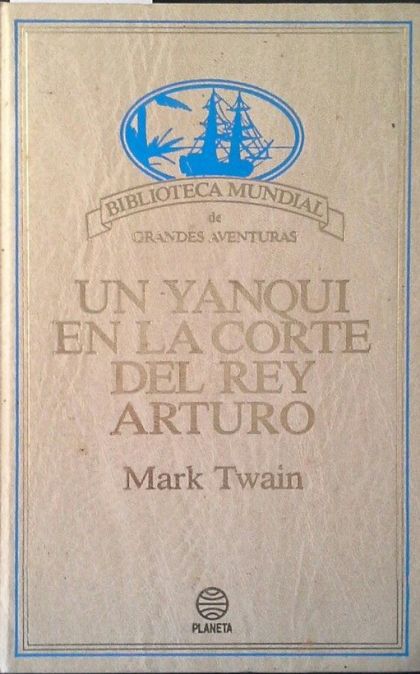 BIBLIOTECA MUNDIAL
de
GRANDES AVENTURAS
UN YANQUI
EN LA CORTE
DEL REY
ARTURO
Mark Twain
PLANETA